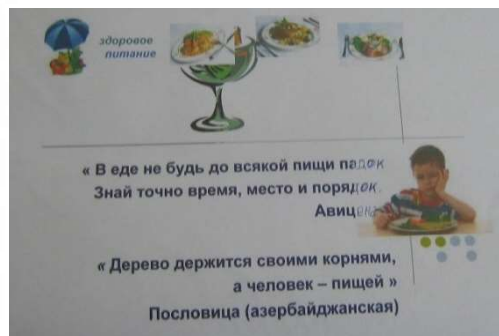 здоровое
питание
« В еде не будь до всякой пищи падок
Знай точно время, место и порядок.
Авиценна
« Дерево держится своими корнями,
а человек – пищей »
Пословица (азербайджанская)